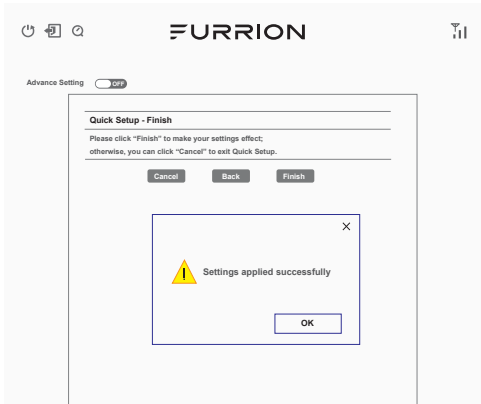 FURRION
Advance Setting OFF
Quick Setup - Finish
Please click “Finish” to make your settings effect;
otherwise, you can click “Cancel” to exit Quick Setup.
Cancel Back Finish
Settings applied successfully
OK